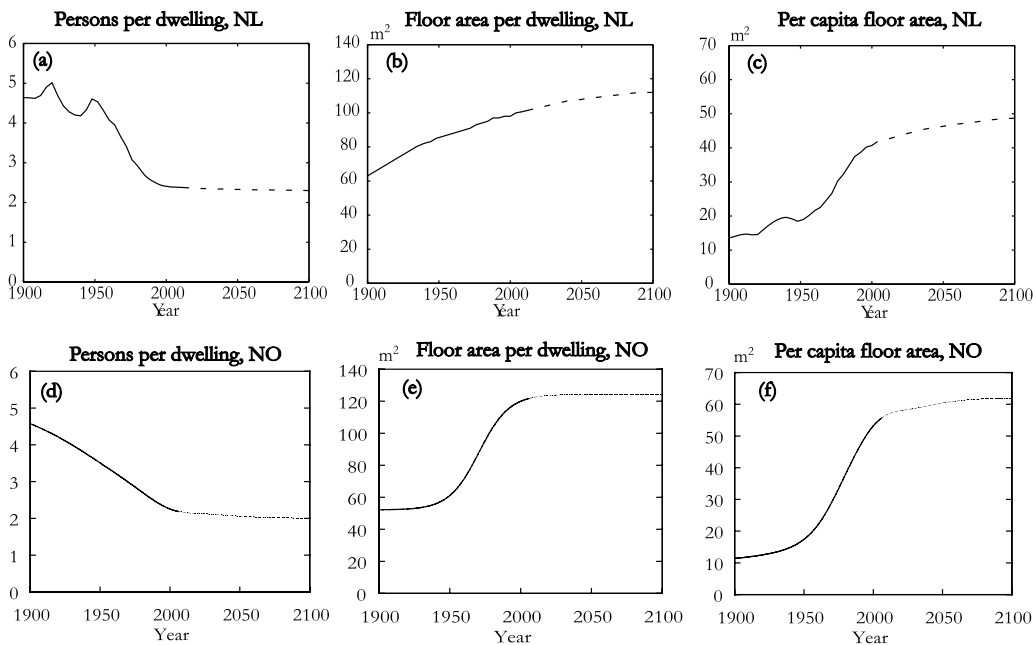 Persons per dwelling, NL
(a)
6
5
4
3
2
1
0
1900 1950 2000 2050 2100
Year
Floor area per dwelling, NL
m²
(b)
140
120
100
80
60
40
20
0
1900 1950 2000 2050 2100
Year
Per capita floor area, NL
m²
(c)
70
60
50
40
30
20
10
0
1900 1950 2000 2050 2100
Year
Persons per dwelling, NO
(d)
6
5
4
3
2
1
0
1900 1950 2000 2050 2100
Year
Floor area per dwelling, NO
m²
(e)
140
120
100
80
60
40
20
0
1900 1950 2000 2050 2100
Year
Per capita floor area, NO
m²
(f)
70
60
50
40
30
20
10
0
1900 1950 2000 2050 2100
Year